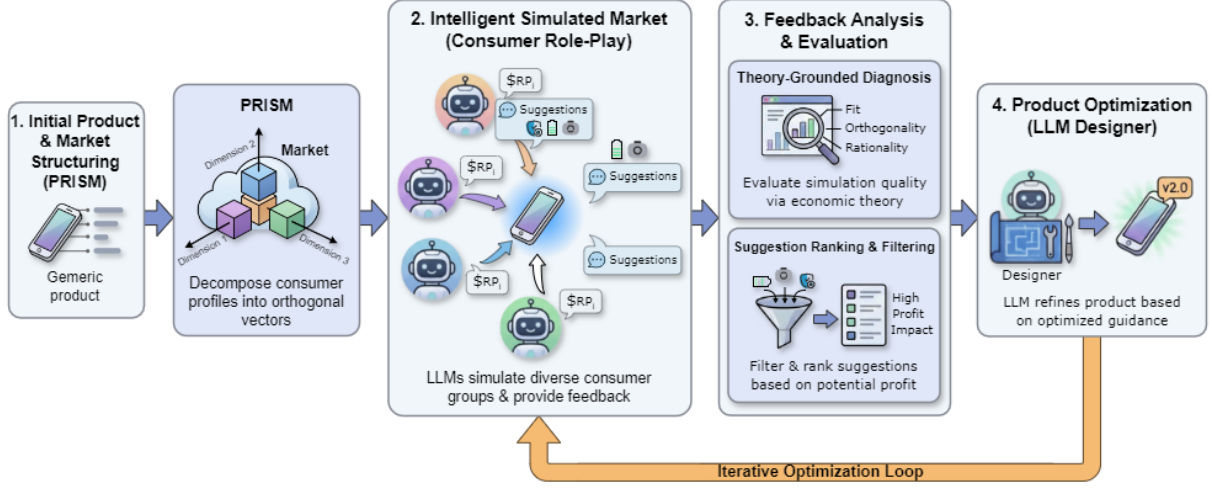 1. Initial Product
& Market
Structuring
(PRISM)
Gemeric
product
PRISM
Market
Dimension 2
Dimension 1
Dimension 3
Decompose consumer
profiles into orthogonal
vectors
2. Intelligent Simulated Market
(Consumer Role-Play)
$RPi
Suggestions
$RPi
Suggestions
$RPi
Suggestions
$RPi
LLMs simulate diverse consumer
groups & provide feedback
3. Feedback Analysis
& Evaluation
Theory-Grounded Diagnosis
Fit
Orthogonality
Rationality
Evaluate simulation quality
via economic theory
Suggestion Ranking & Filtering
High
Profit
Impact
Filter & rank suggestions
based on potential profit
4. Product Optimization
(LLM Designer)
v2.0
Designer
LLM refines product based
on optimized guidance
Iterative Optimization Loop